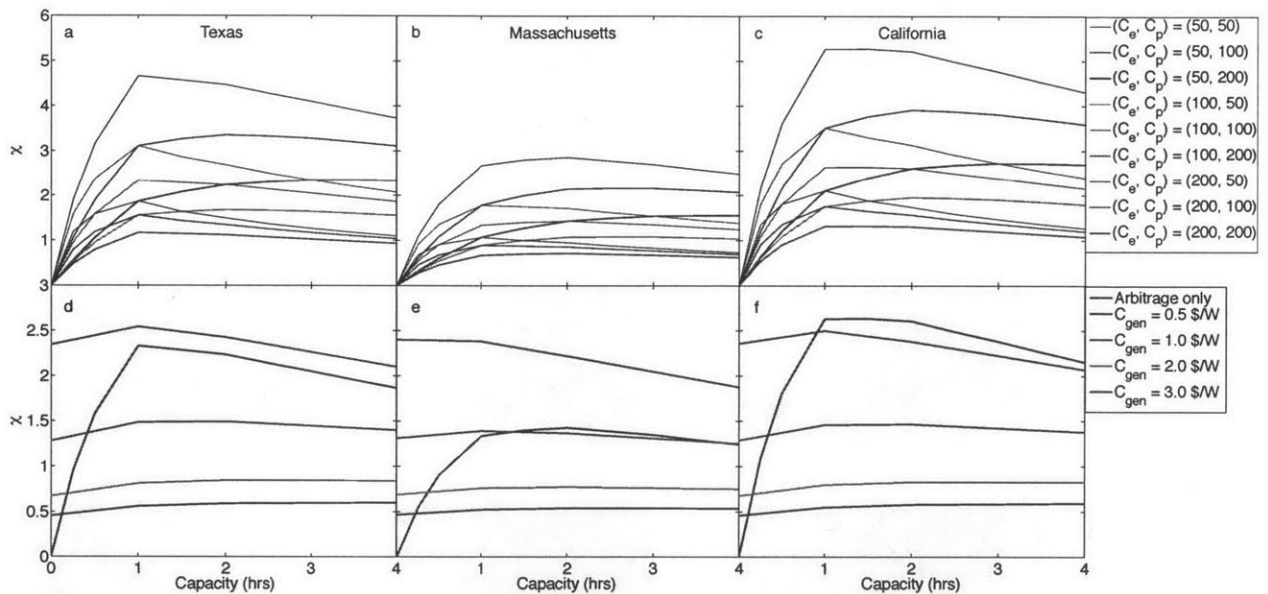 a Texas
b Massachusetts
c California
6
5
4
3
2
1
χ
(Ce, Cp) = (50, 50)
(Ce, Cp) = (50, 100)
(Ce, Cp) = (50, 200)
(Ce, Cp) = (100, 50)
(Ce, Cp) = (100, 100)
(Ce, Cp) = (100, 200)
(Ce, Cp) = (200, 50)
(Ce, Cp) = (200, 100)
(Ce, Cp) = (200, 200)
d
e
f
3
2.5
2
1.5
1
0.5
0
χ
Arbitrage only
Cgen = 0.5 $/W
Cgen = 1.0 $/W
Cgen = 2.0 $/W
Cgen = 3.0 $/W
0 1 2 3 4 1 2 3 4 1 2 3 4
Capacity (hrs) Capacity (hrs) Capacity (hrs)